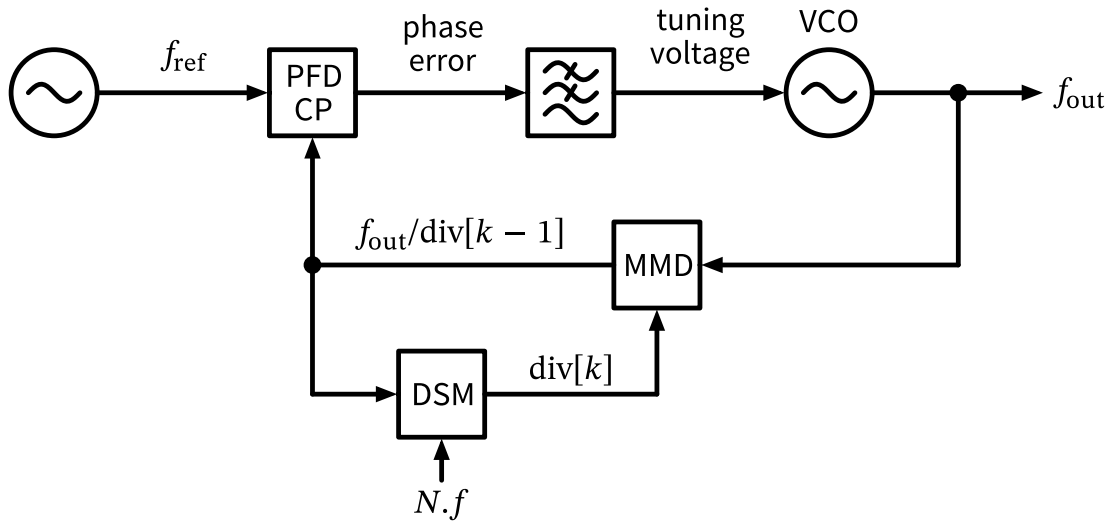 f_ref
PFD
CP
phase
error
tuning
voltage
VCO
f_out
f_out/div[k − 1]
MMD
div[k]
DSM
N.f